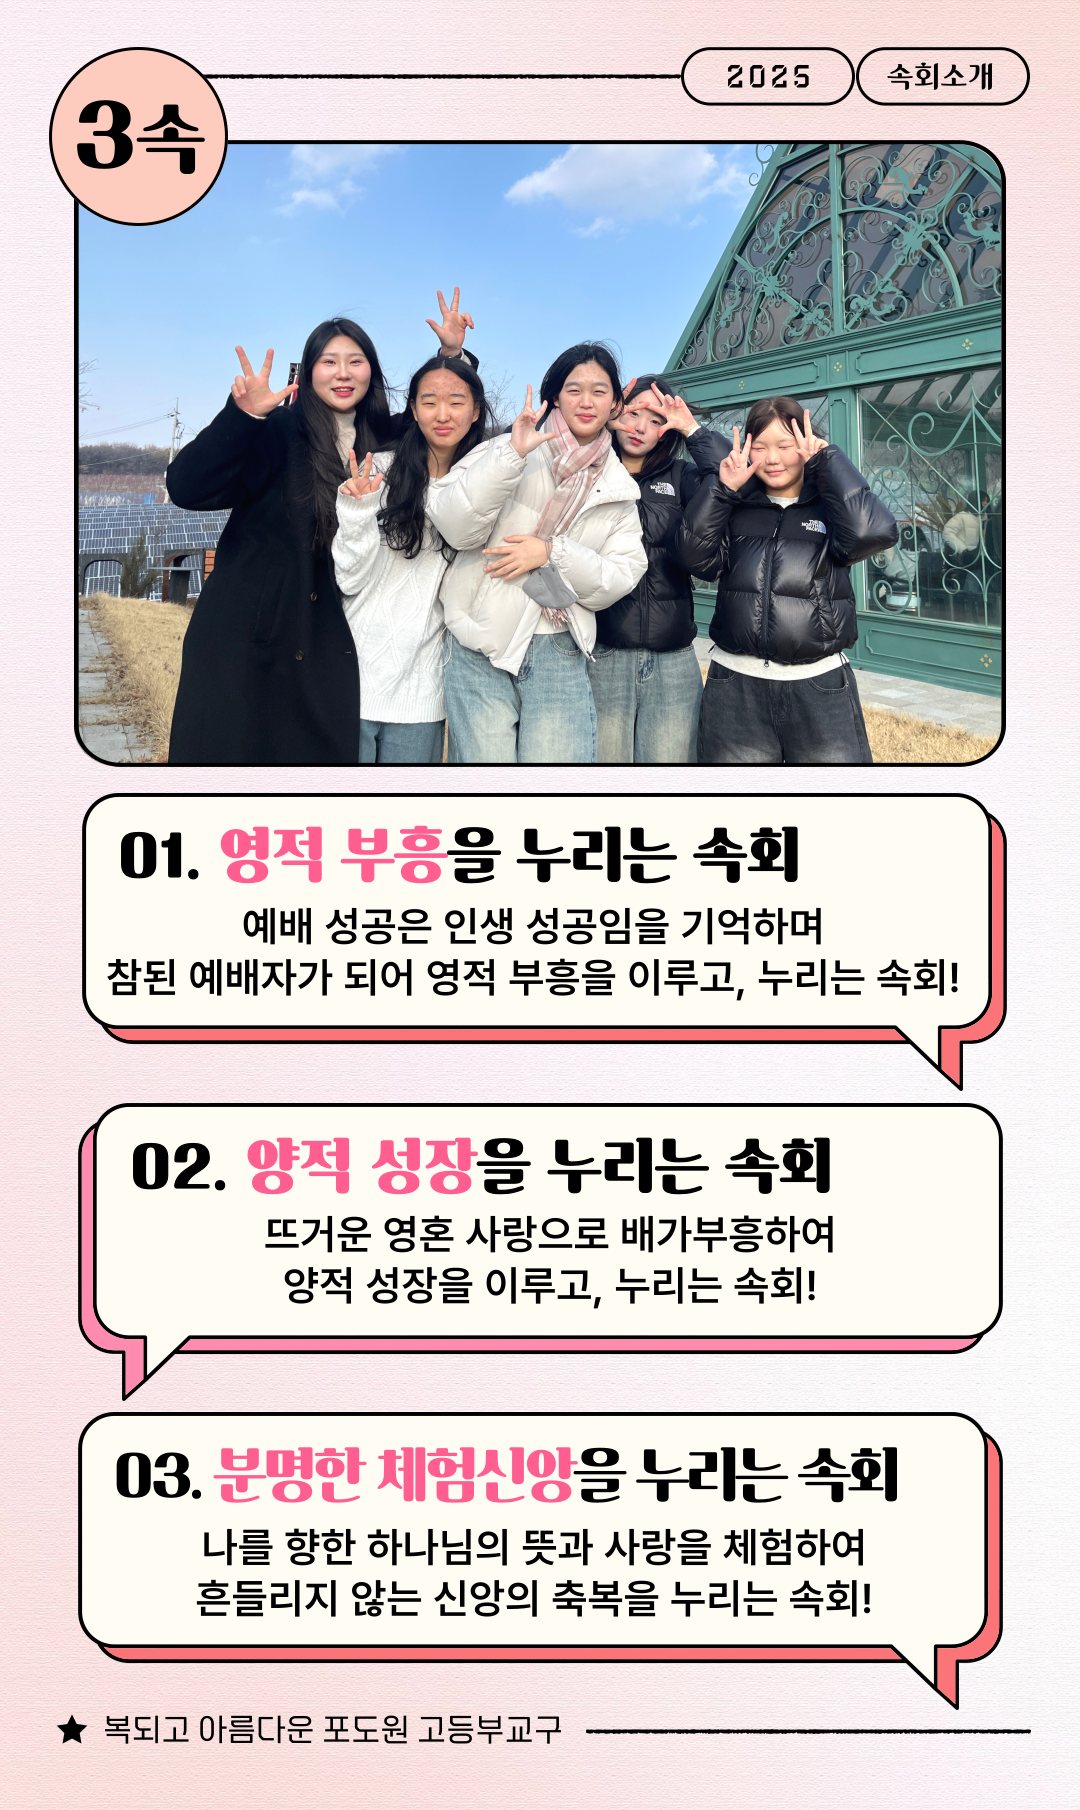 3속
2025
속회소개
THE NORTH FACE
THE NORTH FACE
01. 영적 부흥을 누리는 속회
예배 성공은 인생 성공임을 기억하며
참된 예배자가 되어 영적 부흥을 이루고, 누리는 속회!
02. 양적 성장을 누리는 속회
뜨거운 영혼 사랑으로 배가부흥하여
양적 성장을 이루고, 누리는 속회!
03. 분명한 체험신앙을 누리는 속회
나를 향한 하나님의 뜻과 사랑을 체험하여
흔들리지 않는 신앙의 축복을 누리는 속회!
★ 복되고 아름다운 포도원 고등부교구